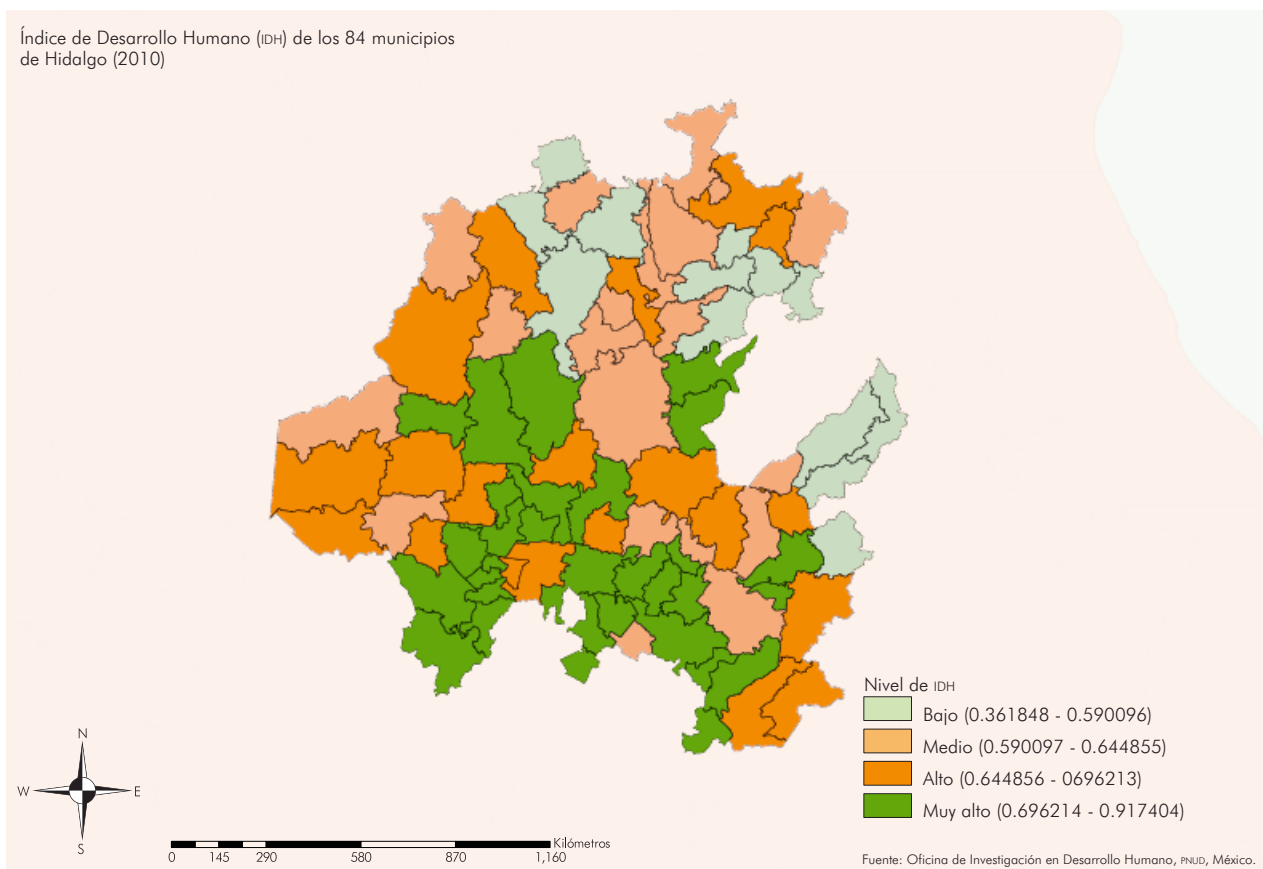 Índice de Desarrollo Humano (IDH) de los 84 municipios
de Hidalgo (2010)
Nivel de IDH
Bajo (0.361848 - 0.590096)
Medio (0.590097 - 0.644855)
Alto (0.644856 - 0696213)
Muy alto (0.696214 - 0.917404)
N
W E
S
Kilómetros
0 145 290 580 870 1,160
Fuente: Oficina de Investigación en Desarrollo Humano, PNUD, México.